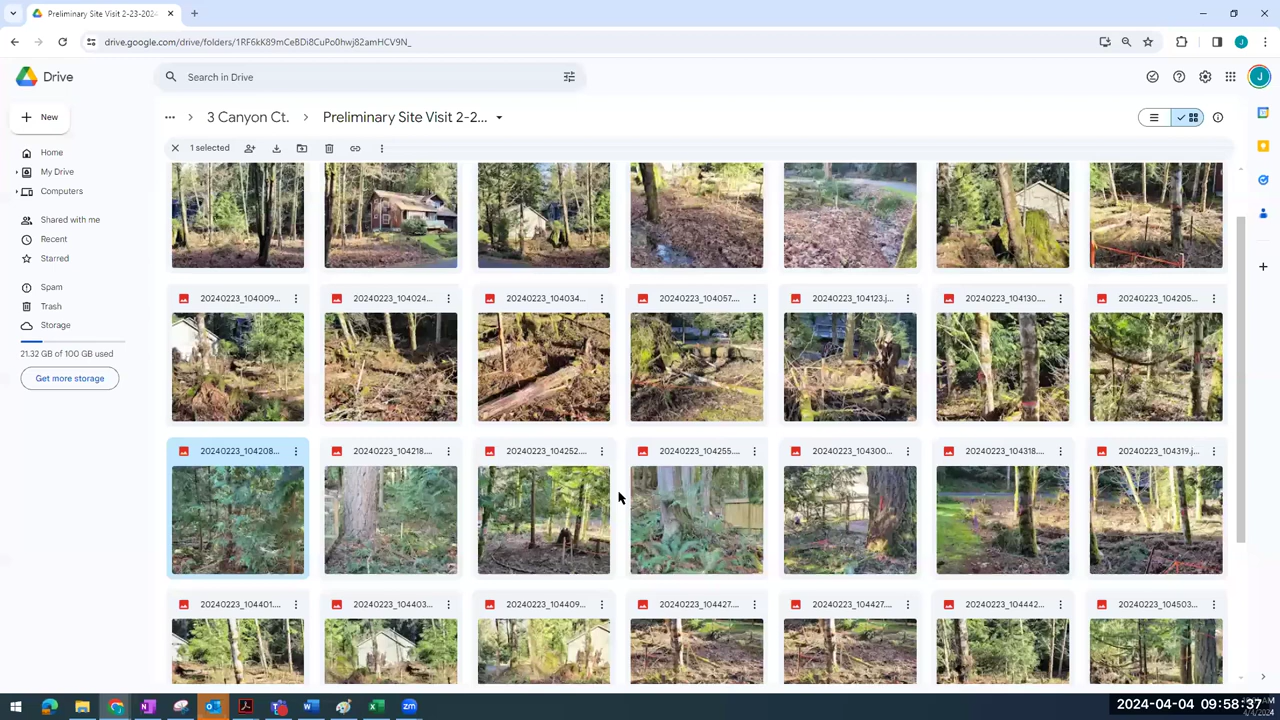 Preliminary Site Visit 2-23-2024
drive.google.com/drive/folders/1RF6kK89mCeBDi8CuPo0hwj82amHCV9N_
J
Drive
Search in Drive
J
New
3 Canyon Ct.
Preliminary Site Visit 2-2...
1 selected
Home
My Drive
Computers
Shared with me
Recent
Starred
Spam
Trash
Storage
21.32 GB of 100 GB used
Get more storage
20240223_104009...
20240223_104024...
20240223_104034...
20240223_104057...
20240223_104123.j...
20240223_104130...
20240223_104205...
20240223_104208...
20240223_104218....
20240223_104252....
20240223_104255....
20240223_104300...
20240223_104318....
20240223_104319.j...
20240223_104401....
20240223_104403...
20240223_104409...
20240223_104427....
20240223_104427....
20240223_104442...
20240223_104503...
2024-04-04 09:58:37